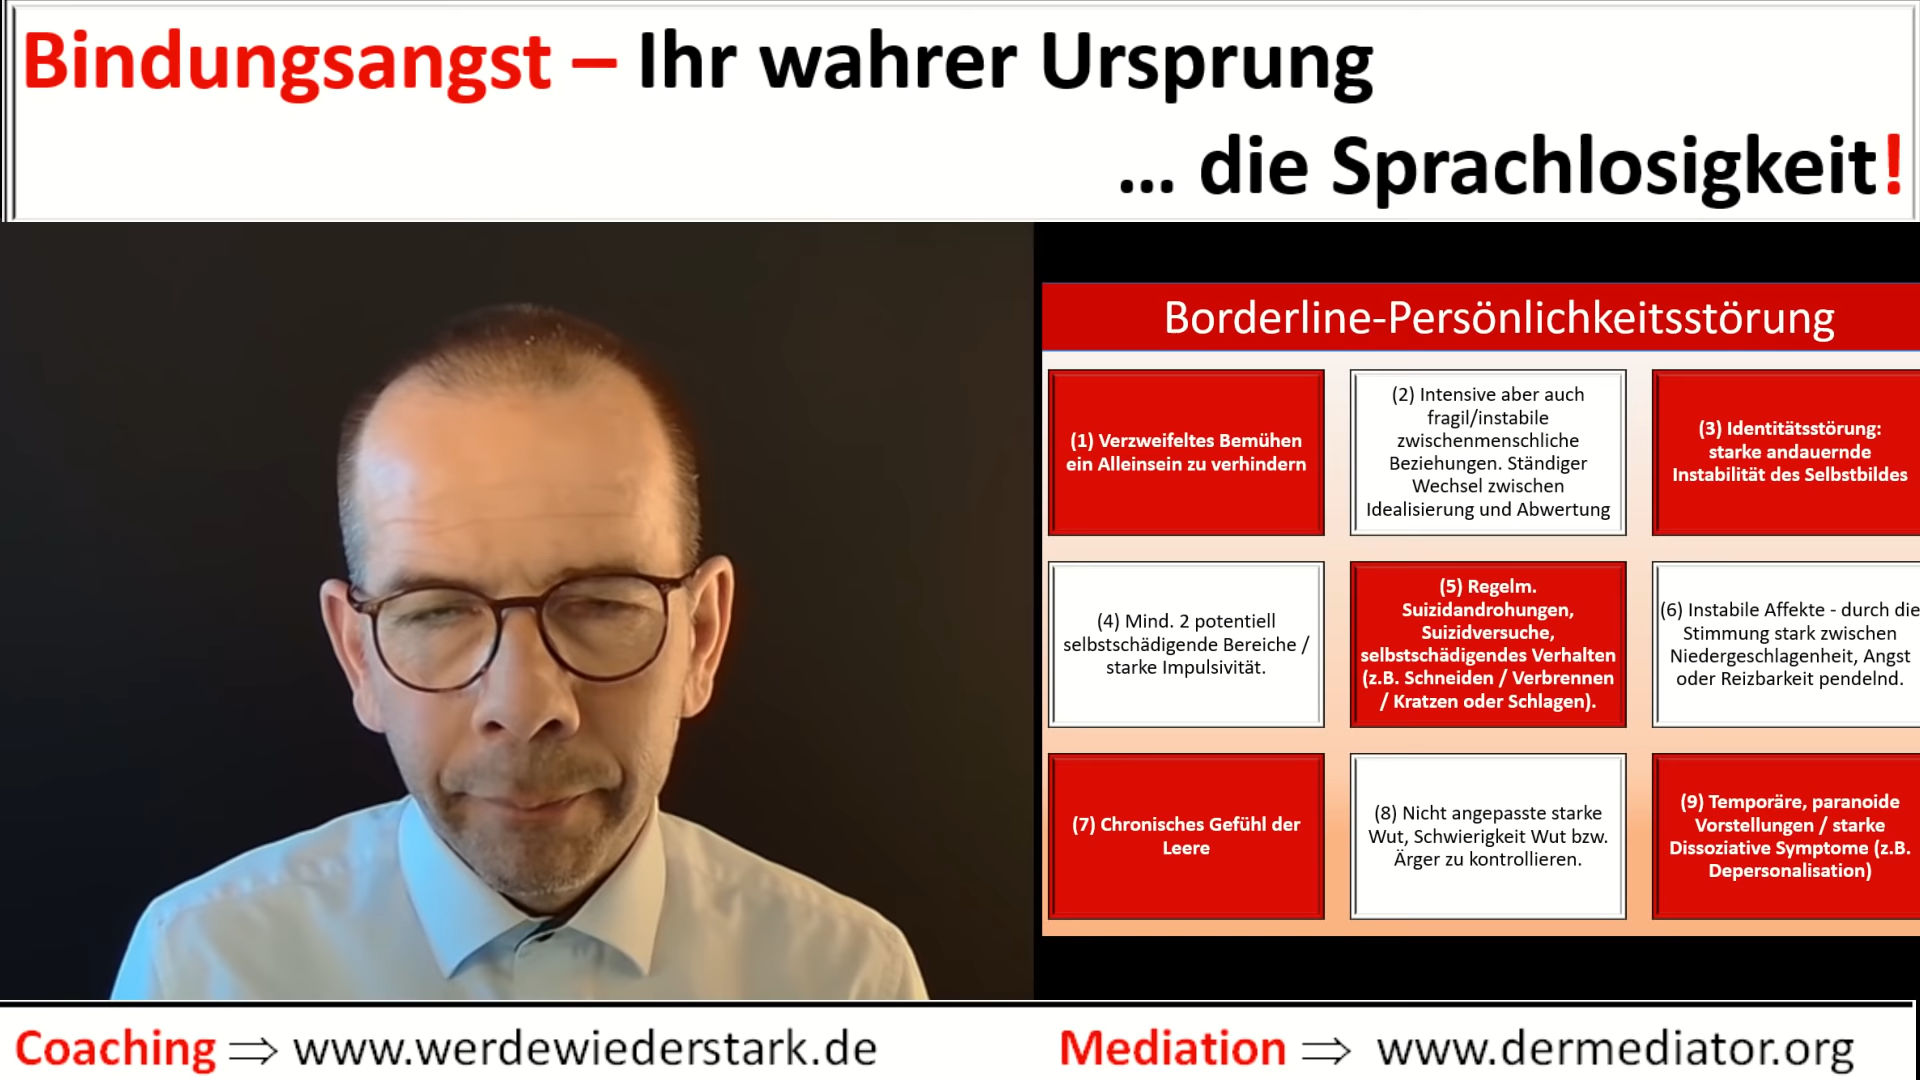 Bindungsangst – Ihr wahrer Ursprung
... die Sprachlosigkeit!
Borderline-Persönlichkeitsstörung
(1) Verzweifeltes Bemühen
ein Alleinsein zu verhindern
(2) Intensive aber auch
fragil/instabile
zwischenmenschliche
Beziehungen. Ständiger
Wechsel zwischen
Idealisierung und Abwertung
(3) Identitätsstörung:
starke andauernde
Instabilität des Selbstbildes
(4) Mind. 2 potentiell
selbstschädigende Bereiche /
starke Impulsivität.
(5) Regelm.
Suizidandrohungen,
Suizidversuche,
selbstschädigendes Verhalten
(z.B. Schneiden / Verbrennen
/ Kratzen oder Schlagen).
(6) Instabile Affekte - durch die
Stimmung stark zwischen
Niedergeschlagenheit, Angst
oder Reizbarkeit pendelnd.
(7) Chronisches Gefühl der
Leere
(8) Nicht angepasste starke
Wut, Schwierigkeit Wut bzw.
Ärger zu kontrollieren.
(9) Temporäre, paranoide
Vorstellungen / starke
Dissoziative Symptome (z.B.
Depersonalisation)
Coaching ⇒ www.werdewiederstark.de
Mediation ⇒ www.dermediator.org